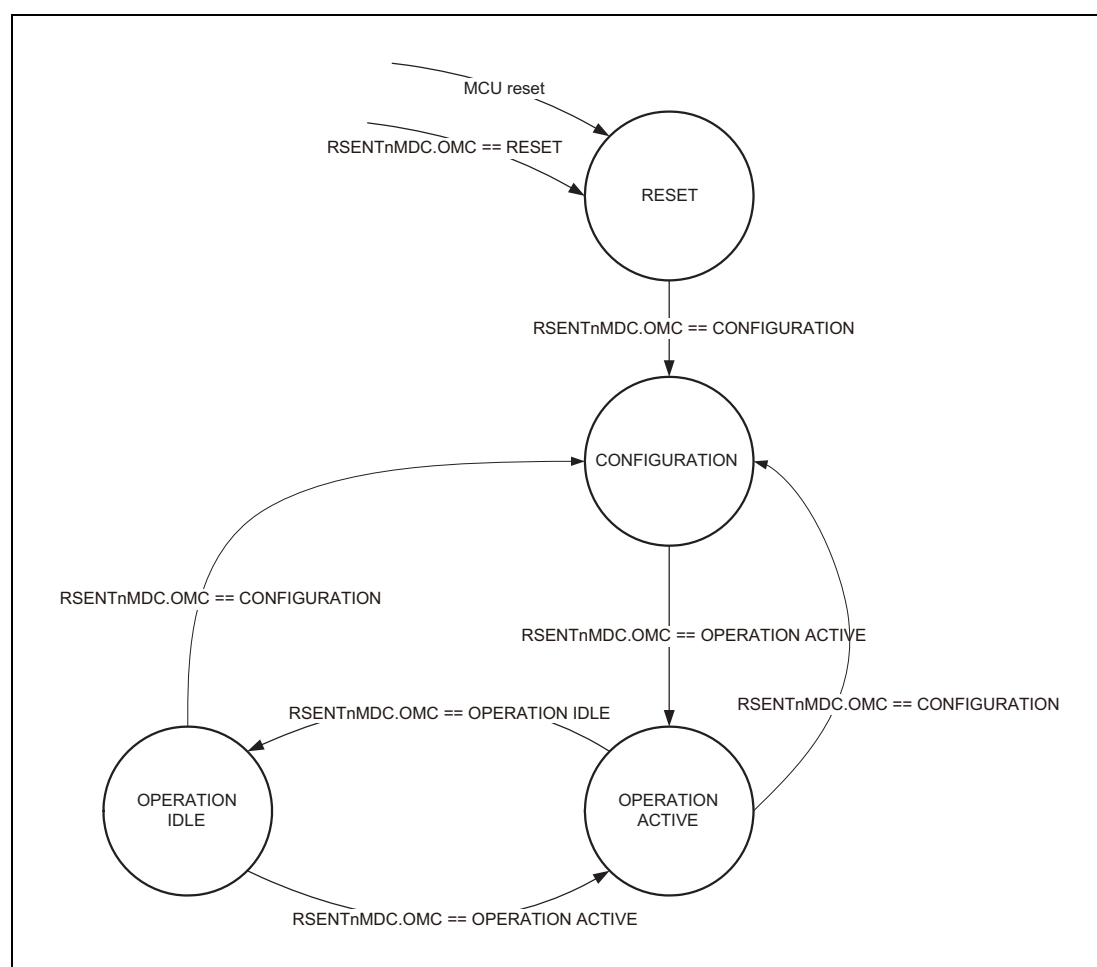 MCU reset
RSENTnMDC.OMC == RESET
RESET
RSENTnMDC.OMC == CONFIGURATION
CONFIGURATION
RSENTnMDC.OMC == CONFIGURATION
RSENTnMDC.OMC == OPERATION ACTIVE
RSENTnMDC.OMC == CONFIGURATION
RSENTnMDC.OMC == OPERATION IDLE
OPERATION
IDLE
OPERATION
ACTIVE
RSENTnMDC.OMC == OPERATION ACTIVE